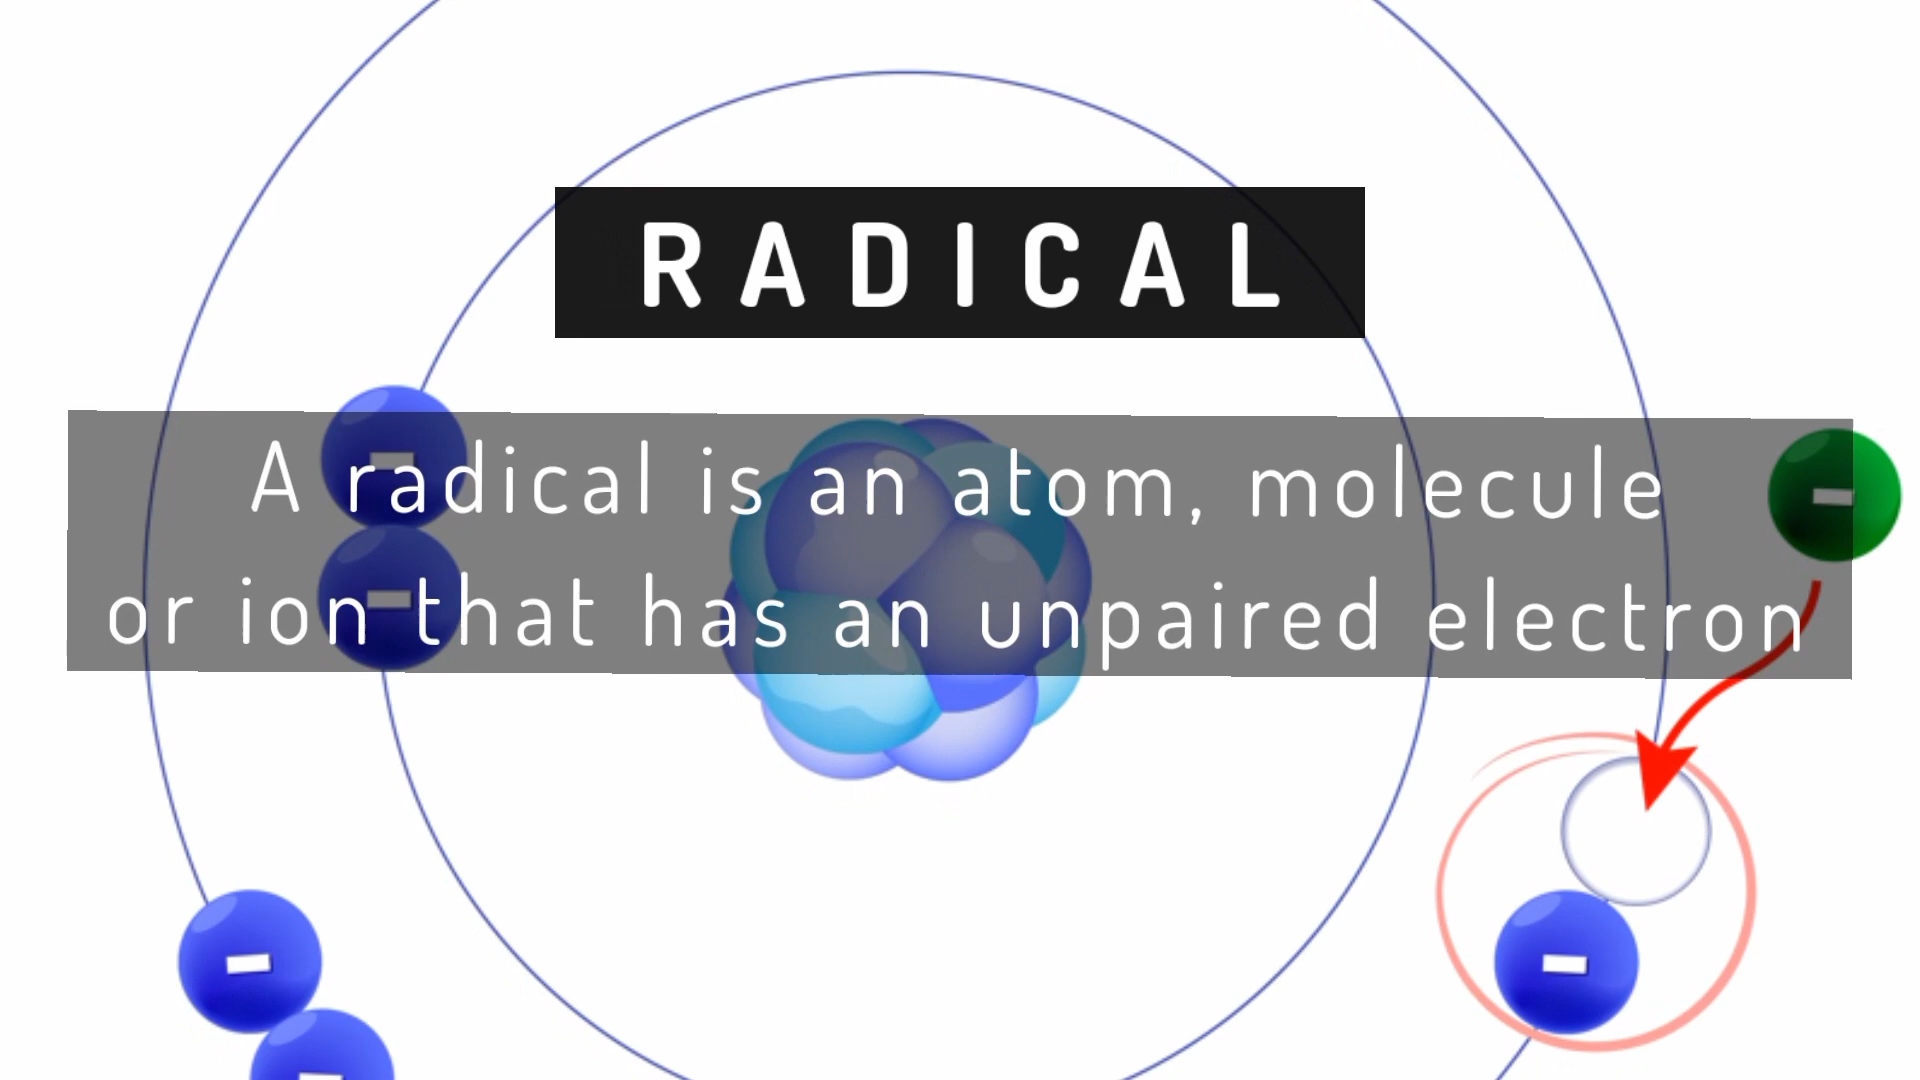 RADICAL
A radical is an atom, molecule
or ion that has an unpaired electron